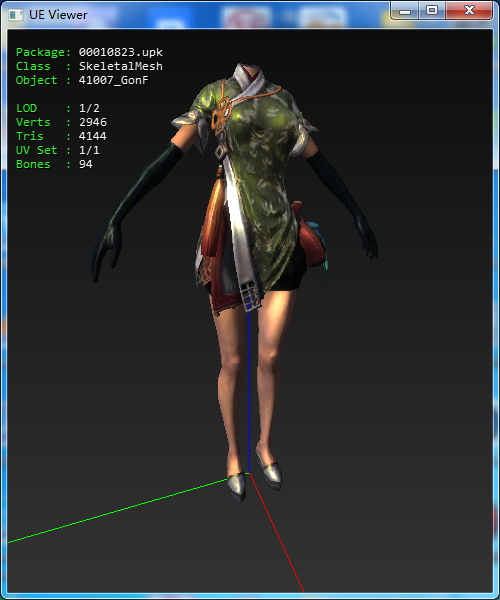 UE Viewer
Package: 00010823.upk
Class : SkeletalMesh
Object : 41007_GonF
LOD : 1/2
Verts : 2946
Tris : 4144
UV Set : 1/1
Bones : 94